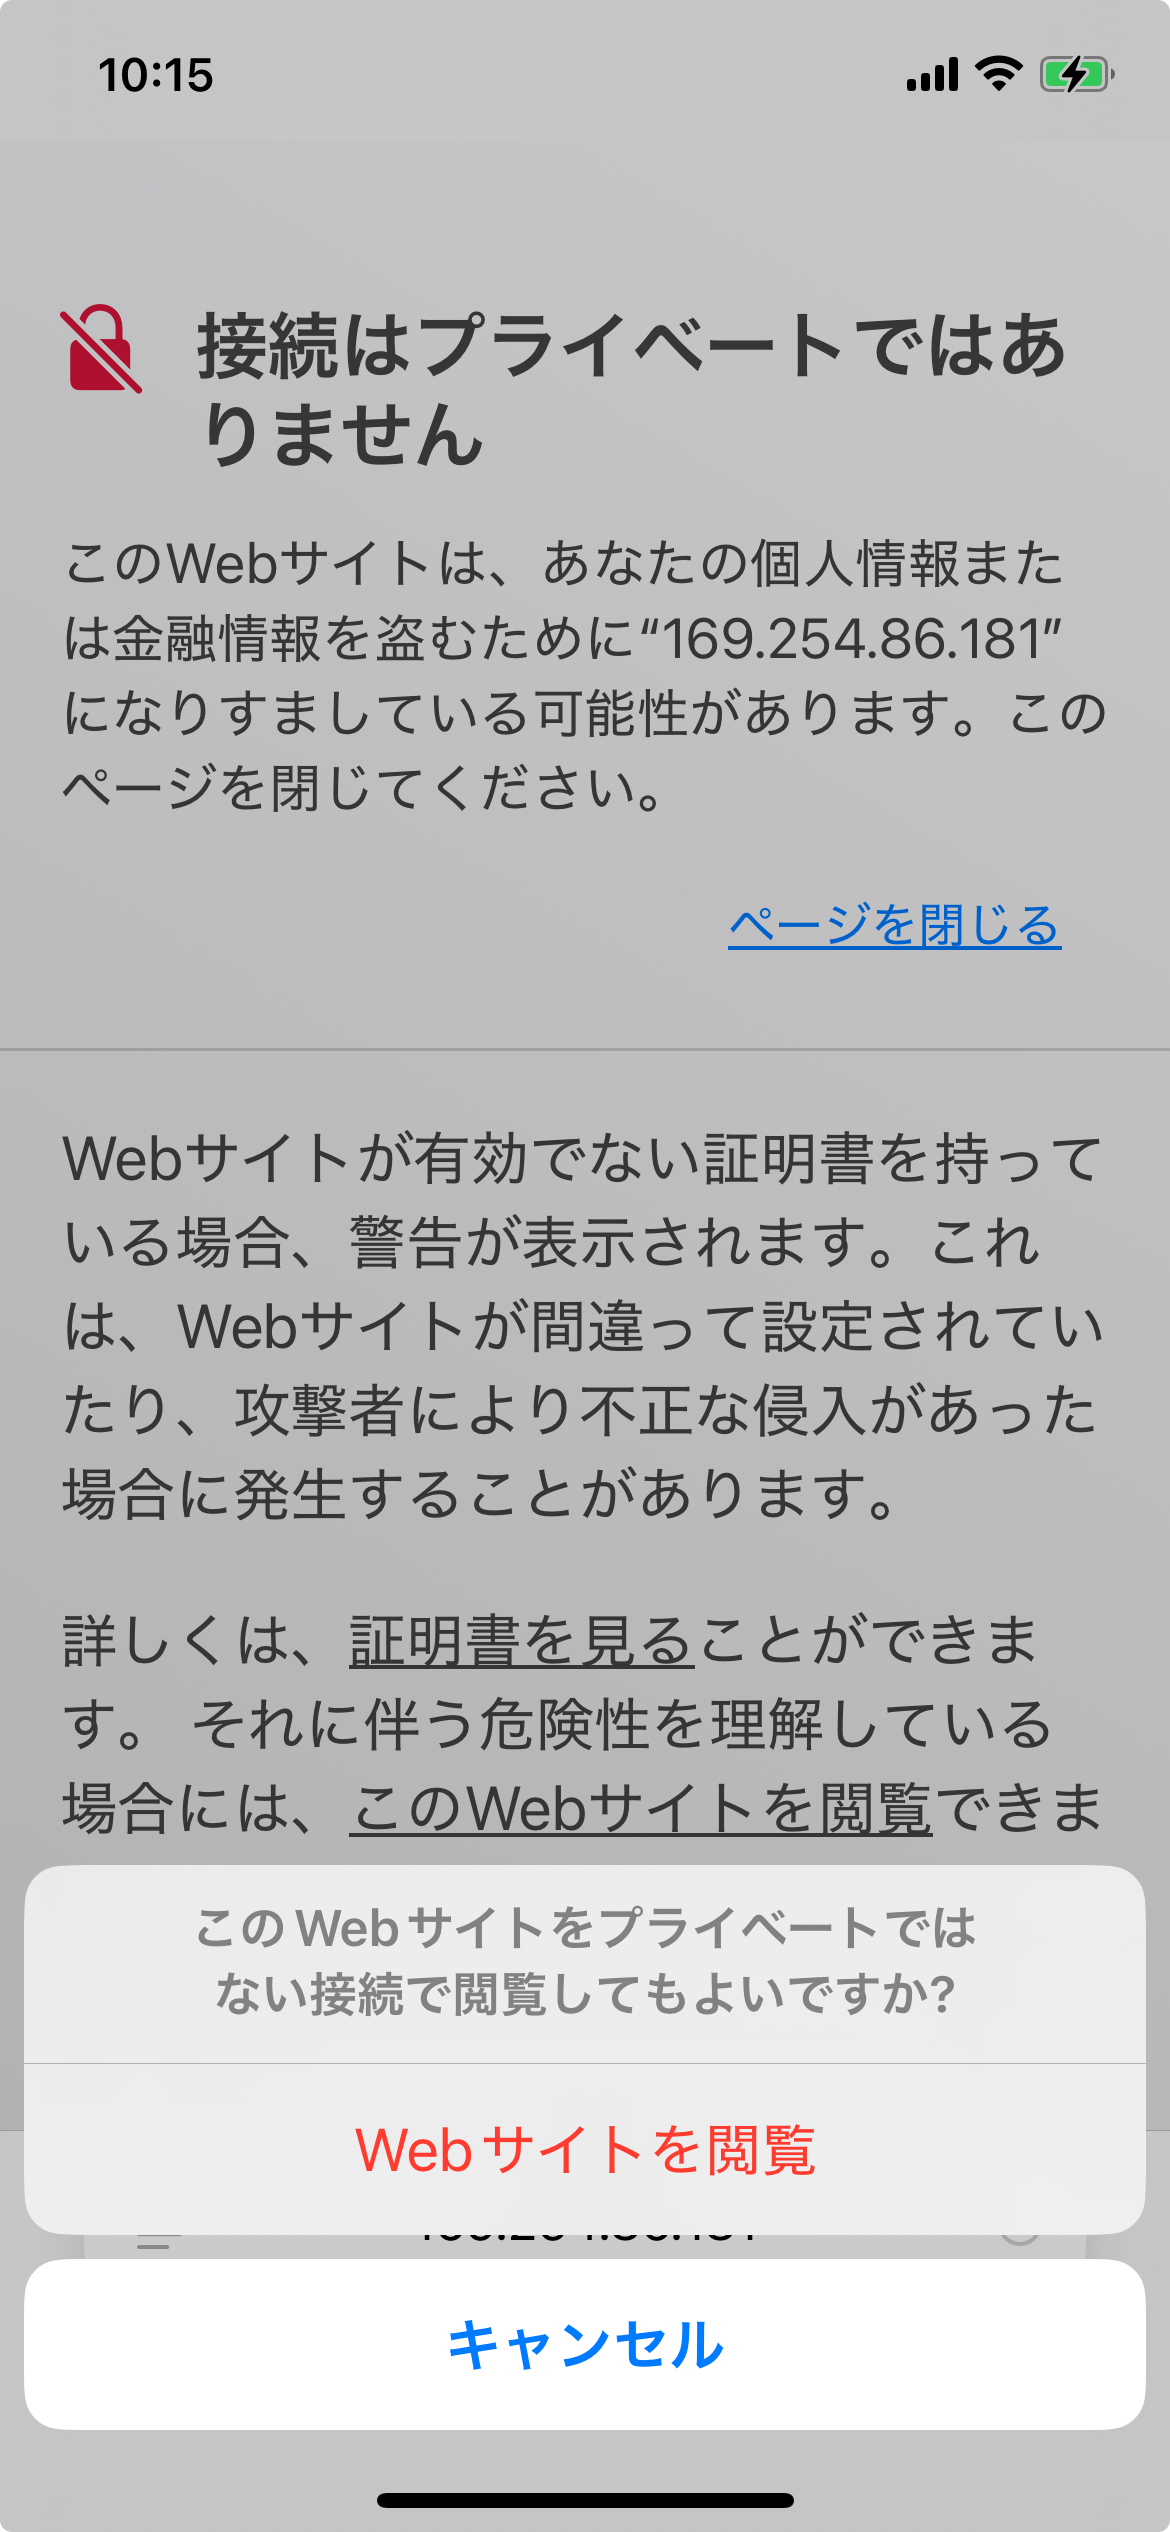 10:15
接続はプライベートではあ
りません
このWebサイトは、あなたの個人情報また
は金融情報を盗むために“169.254.86.181”
になりすましている可能性があります。この
ページを閉じてください。
ページを閉じる
Webサイトが有効でない証明書を持って
いる場合、警告が表示されます。これ
は、Webサイトが間違って設定されてい
たり、攻撃者により不正な侵入があった
場合に発生することがあります。
詳しくは、証明書を見ることができま
す。 それに伴う危険性を理解している
場合には、このWebサイトを閲覧できま
このWebサイトをプライベートでは
ない接続で閲覧してもよいですか?
Webサイトを閲覧
キャンセル